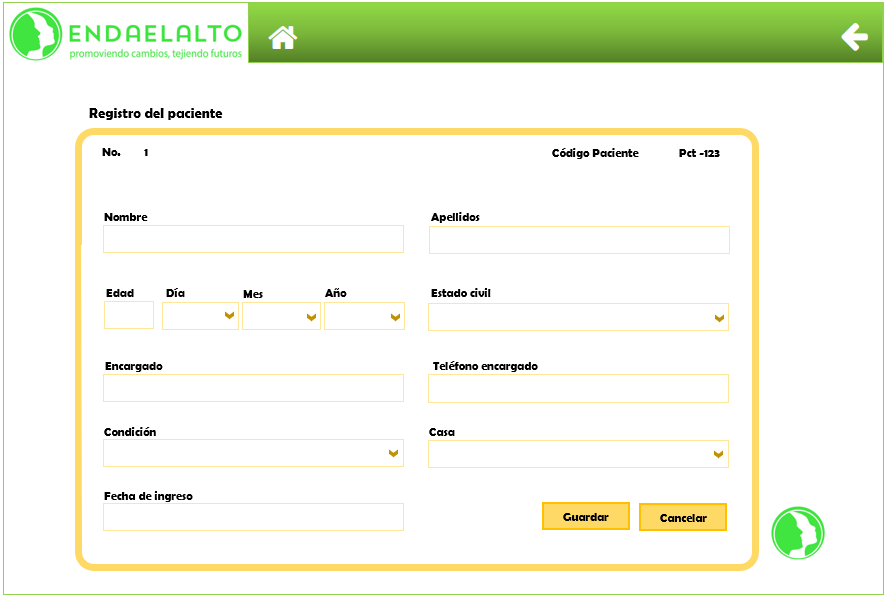 ENDAELALTO
promoviendo cambios, tejiendo futuros
Registro del paciente
No. 1 Código Paciente Pct -123
Nombre Apellidos
Edad Día Mes Año Estado civil
Encargado Teléfono encargado
Condición Casa
Fecha de ingreso
Guardar Cancelar